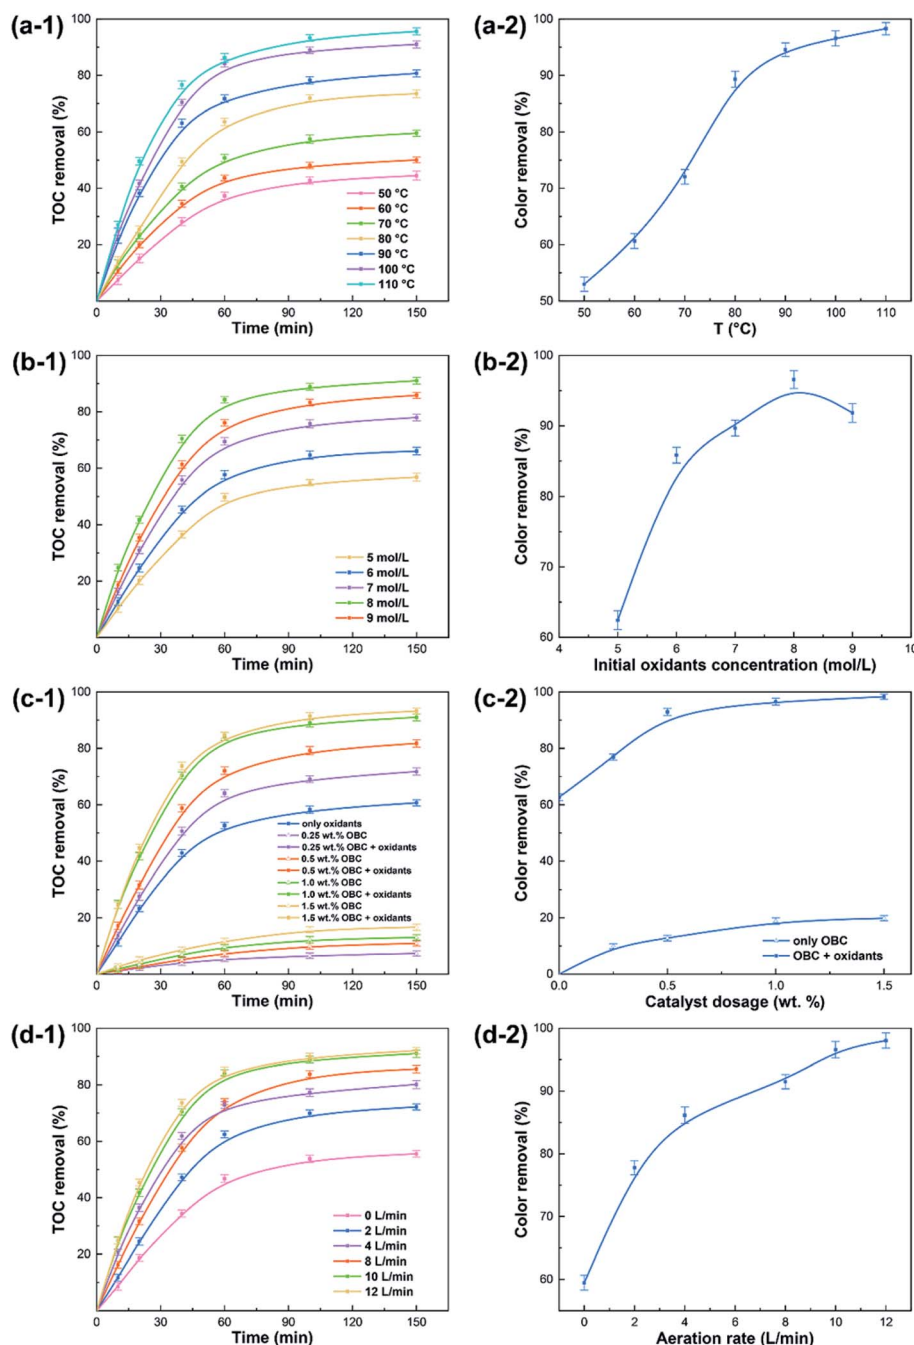 (a-1)
TOC removal (%)
100
80
60
40
20
0
30
60
90
120
150
Time (min)
50 °C
60 °C
70 °C
80 °C
90 °C
100 °C
110 °C
(a-2)
Color removal (%)
100
90
80
70
60
50
50
60
70
80
90
100
110
T (°C)
(b-1)
TOC removal (%)
100
80
60
40
20
0
30
60
90
120
150
Time (min)
5 mol/L
6 mol/L
7 mol/L
8 mol/L
9 mol/L
(b-2)
Color removal (%)
100
90
80
70
60
4
5
6
7
8
9
10
Initial oxidants concentration (mol/L)
(c-1)
TOC removal (%)
100
80
60
40
20
0
30
60
90
120
150
Time (min)
only oxidants
0.25 wt.% OBC
0.25 wt.% OBC + oxidants
0.5 wt.% OBC
0.5 wt.% OBC + oxidants
1.0 wt.% OBC
1.0 wt.% OBC + oxidants
1.5 wt.% OBC
1.5 wt.% OBC + oxidants
(c-2)
Color removal (%)
100
80
60
40
20
0
0.0
0.5
1.0
1.5
Catalyst dosage (wt. %)
only OBC
OBC + oxidants
(d-1)
TOC removal (%)
100
80
60
40
20
0
30
60
90
120
150
Time (min)
0 L/min
2 L/min
4 L/min
8 L/min
10 L/min
12 L/min
(d-2)
Color removal (%)
100
90
80
70
60
0
2
4
6
8
10
12
Aeration rate (L/min)